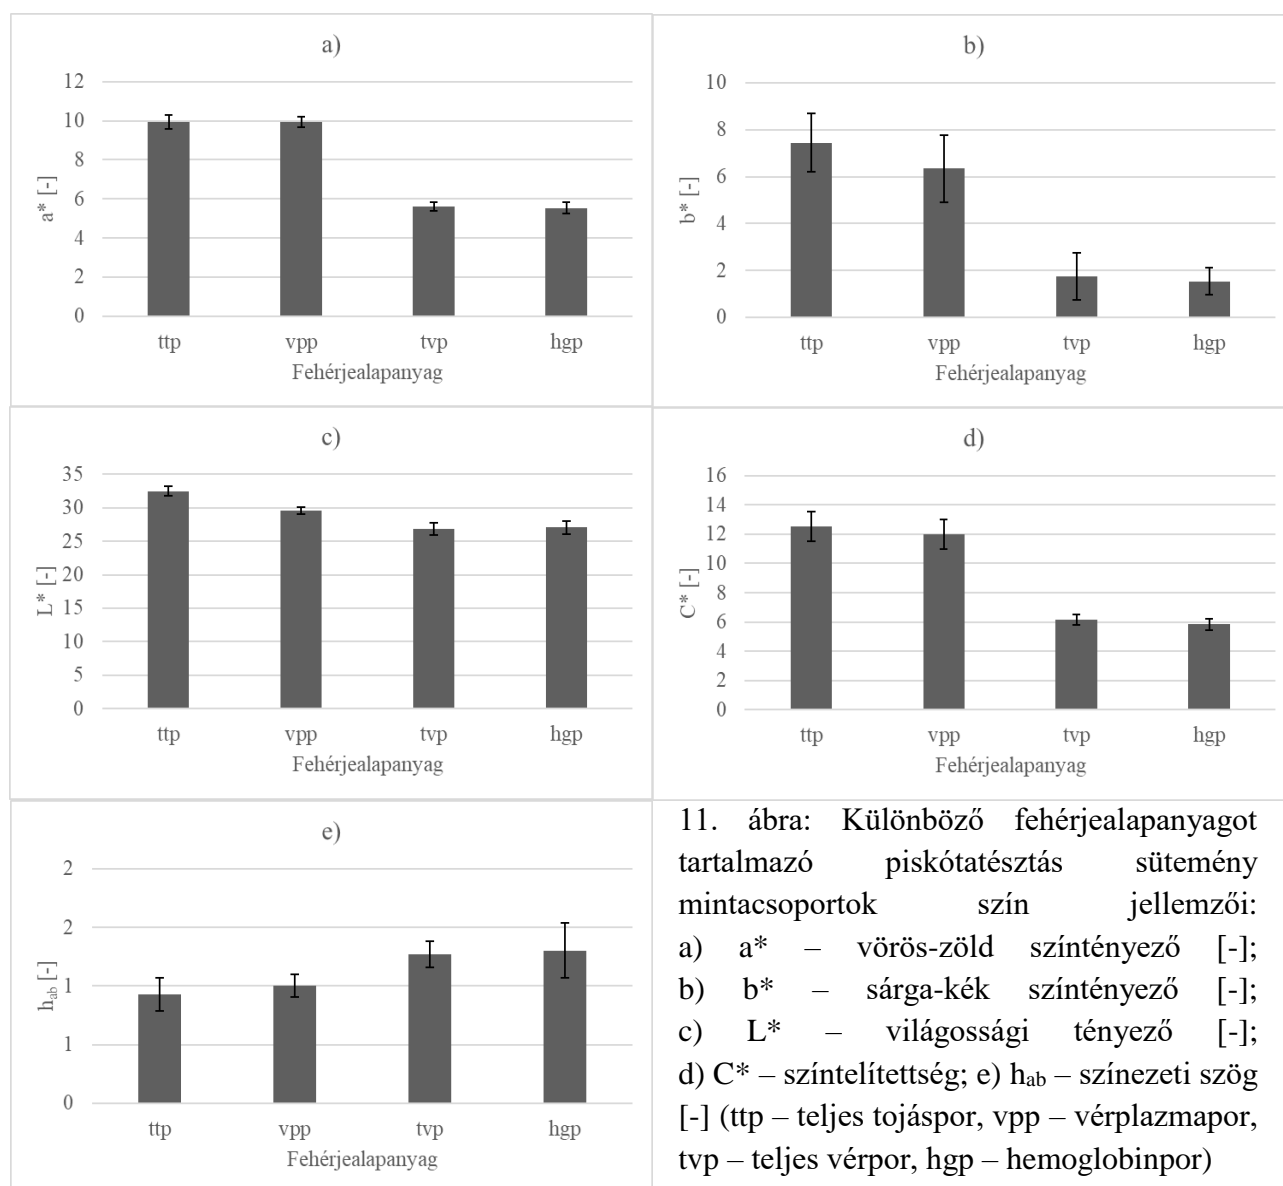 a)
12
10
8
6
4
2
0
a* [-]
ttp vpp tvp hgp
Fehérjealapanyag
b)
10
8
6
4
2
0
b* [-]
ttp vpp tvp hgp
Fehérjealapanyag
c)
35
30
25
20
15
10
5
0
L* [-]
ttp vpp tvp hgp
Fehérjealapanyag
d)
16
14
12
10
8
6
4
2
0
C* [-]
ttp vpp tvp hgp
Fehérjealapanyag
e)
2
2
1
1
0
hab [-]
ttp vpp tvp hgp
Fehérjealapanyag
11. ábra: Különböző fehérjealapanyagot
tartalmazó piskótatésztás sütemény
mintacsoportok szín jellemzői:
a) a* – vörös-zöld színtényező [-];
b) b* – sárga-kék színtényező [-];
c) L* – világossági tényező [-];
d) C* – színtelítettség; e) hab – színezeti szög
[-] (ttp – teljes tojáspor, vpp – vérplazmapor,
tvp – teljes vérpor, hgp – hemoglobinpor)